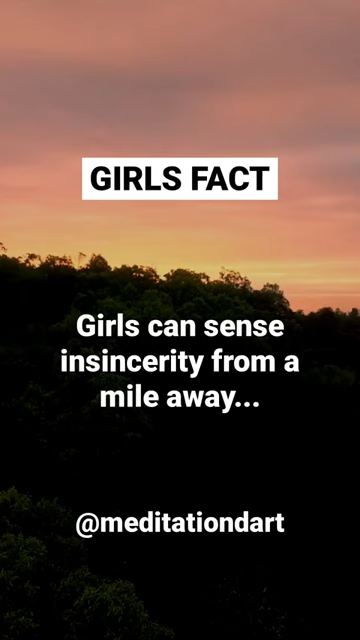 GIRLS FACT
Girls can sense
insincerity from a
mile away...
@meditationdart